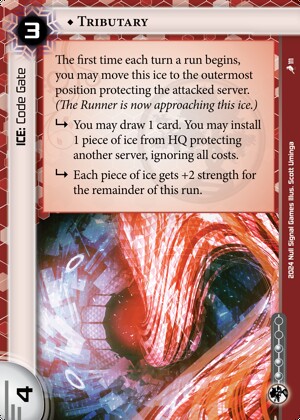 3
◆ Tributary
ICE: Code Gate
The first time each turn a run begins,
you may move this ice to the outermost
position protecting the attacked server.
(The Runner is now approaching this ice.)
↳ You may draw 1 card. You may install
1 piece of ice from HQ protecting
another server, ignoring all costs.
↳ Each piece of ice gets +2 strength for
the remainder of this run.
111
2024 Null Signal Games Illus. Scott Uminga
4